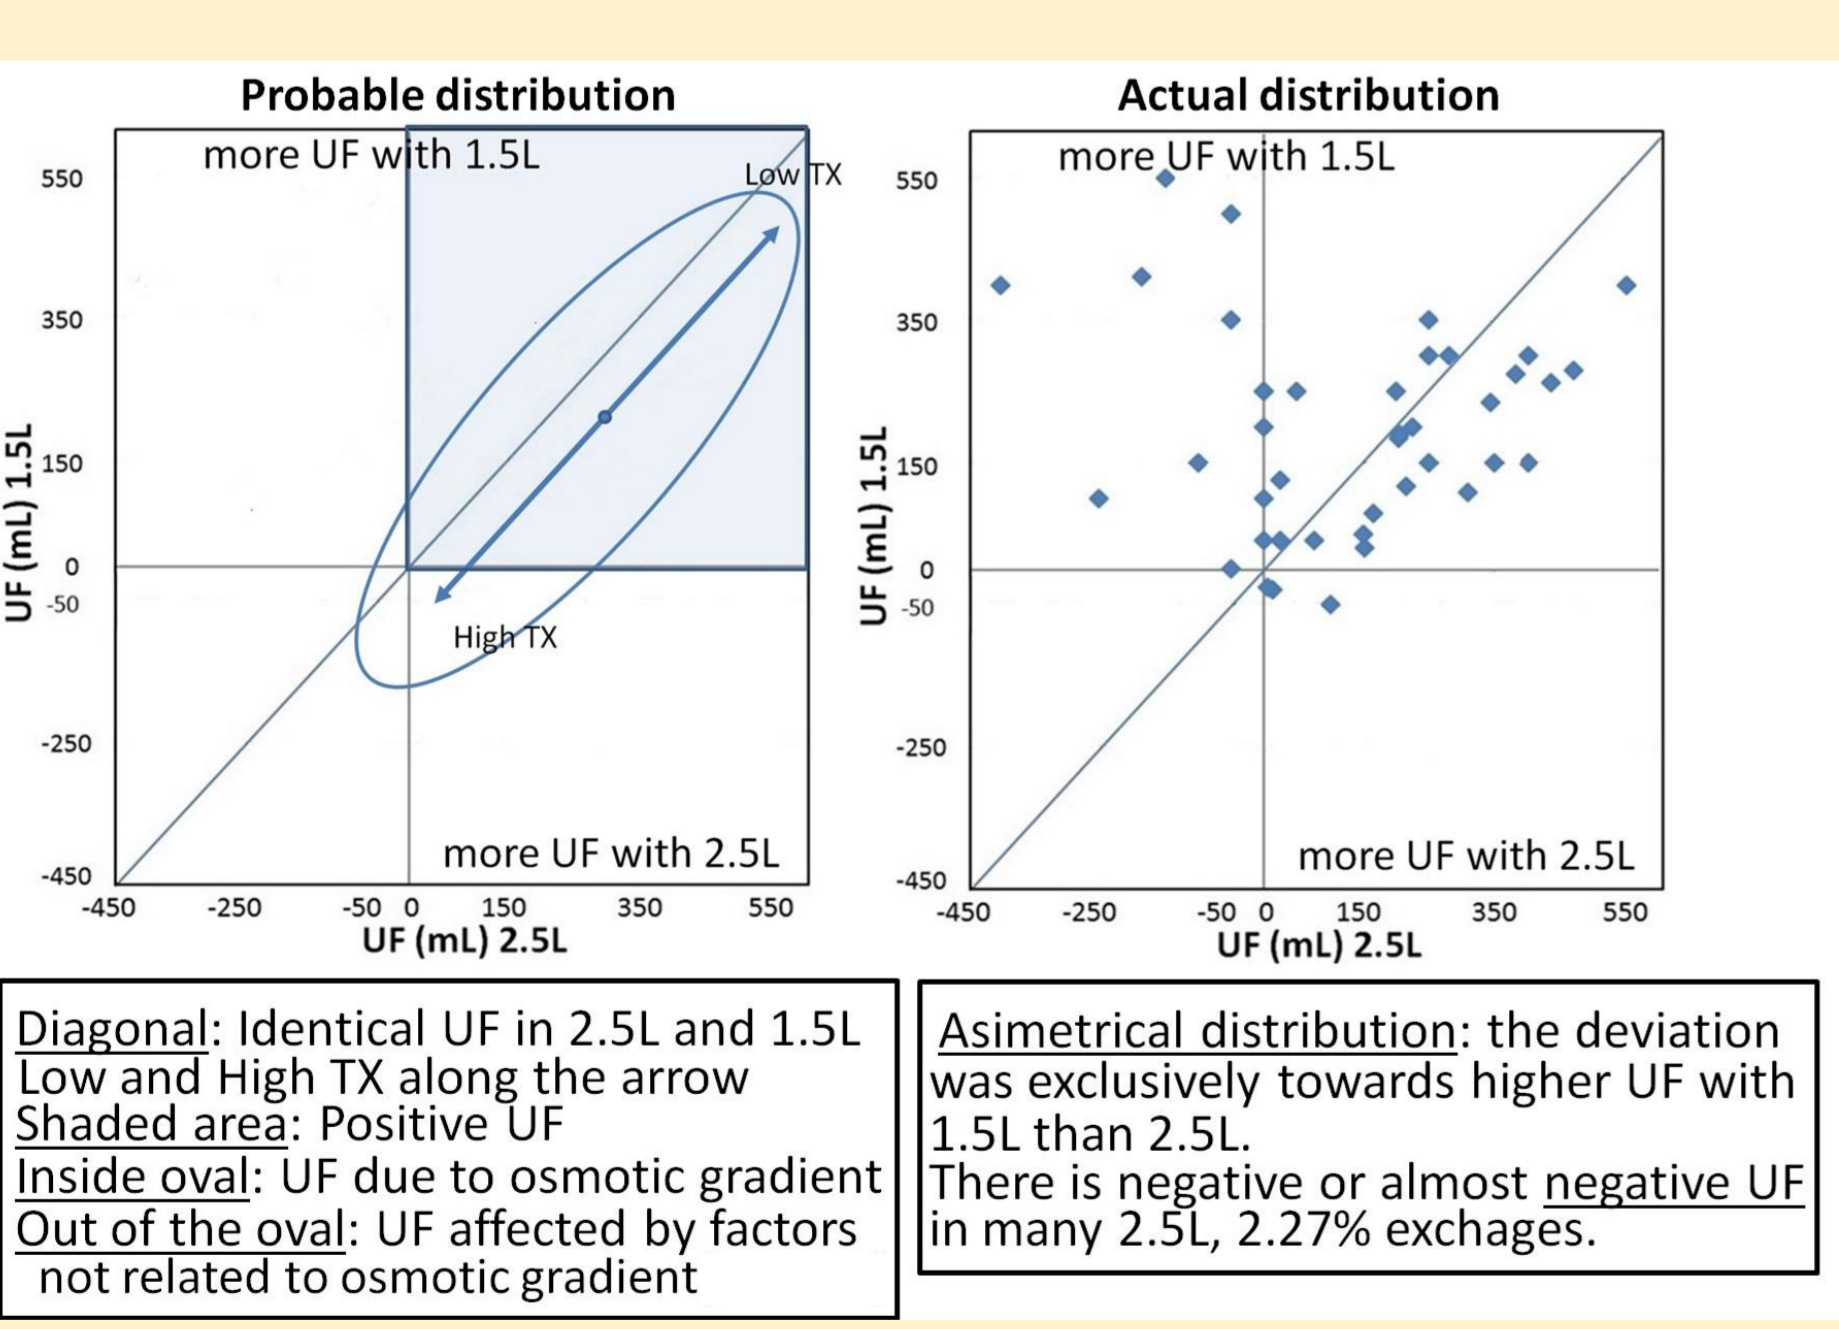 Probable distribution
more UF with 1.5L
Low TX
550
350
150
0
-50
-250
-450
UF (mL) 1.5L
High TX
more UF with 2.5L
-450 -250 -50 0 150 350 550
UF (mL) 2.5L
Actual distribution
more UF with 1.5L
550
350
150
0
-50
-250
-450
UF (mL) 1.5L
more UF with 2.5L
-450 -250 -50 0 150 350 550
UF (mL) 2.5L
Diagonal: Identical UF in 2.5L and 1.5L
Low and High TX along the arrow
Shaded area: Positive UF
Inside oval: UF due to osmotic gradient
Out of the oval: UF affected by factors
not related to osmotic gradient
Asimetrical distribution: the deviation
was exclusively towards higher UF with
1.5L than 2.5L.
There is negative or almost negative UF
in many 2.5L, 2.27% exchages.